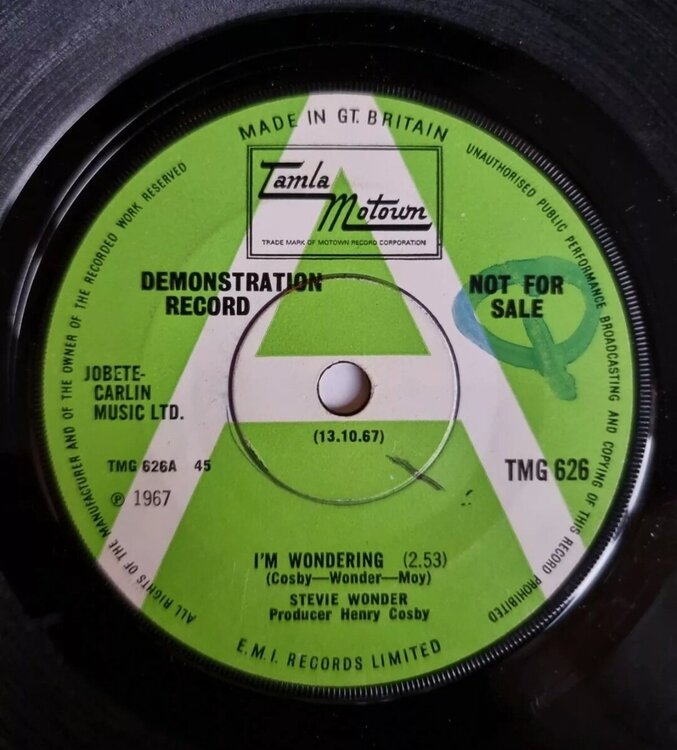 MADE IN GT. BRITAIN
Tamla
Motown
TRADE MARK OF MOTOWN RECORD CORPORATION
DEMONSTRATION
RECORD
NOT FOR
SALE
A
JOBETE-
CARLIN
MUSIC LTD.
(13.10.67)
TMG 626A 45
℗ 1967
TMG 626
I'M WONDERING (2.53)
(Cosby—Wonder—Moy)
STEVIE WONDER
Producer Henry Cosby
E.M.I. RECORDS LIMITED
ALL RIGHTS OF THE MANUFACTURER AND OF THE OWNER OF THE RECORDED WORK RESERVED
UNAUTHORISED PUBLIC PERFORMANCE BROADCASTING AND COPYING OF THIS RECORD PROHIBITED